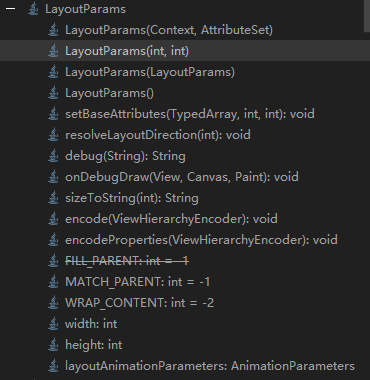 LayoutParams
LayoutParams(Context, AttributeSet)
LayoutParams(int, int)
LayoutParams(LayoutParams)
LayoutParams()
setBaseAttributes(TypedArray, int, int): void
resolveLayoutDirection(int): void
debug(String): String
onDebugDraw(View, Canvas, Paint): void
sizeToString(int): String
encode(ViewHierarchyEncoder): void
encodeProperties(ViewHierarchyEncoder): void
FILL_PARENT: int = -1
MATCH_PARENT: int = -1
WRAP_CONTENT: int = -2
width: int
height: int
layoutAnimationParameters: AnimationParameters